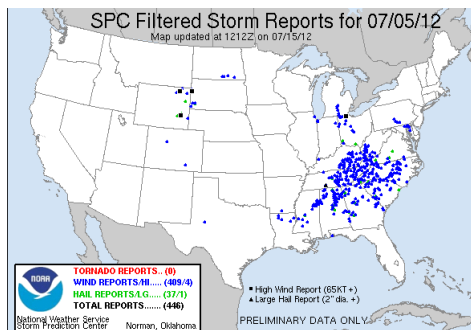 SPC Filtered Storm Reports for 07/05/12
Map updated at 1212Z on 07/15/12
NOAA
TORNADO REPORTS.. (0)
WIND REPORTS/HI..... (409/4)
HAIL REPORTS/LG..... (37/1)
TOTAL REPORTS....... (446)
National Weather Service
Storm Prediction Center Norman, Oklahoma
High Wind Report (65KT +)
Large Hail Report (2" dia. +)
PRELIMINARY DATA ONLY